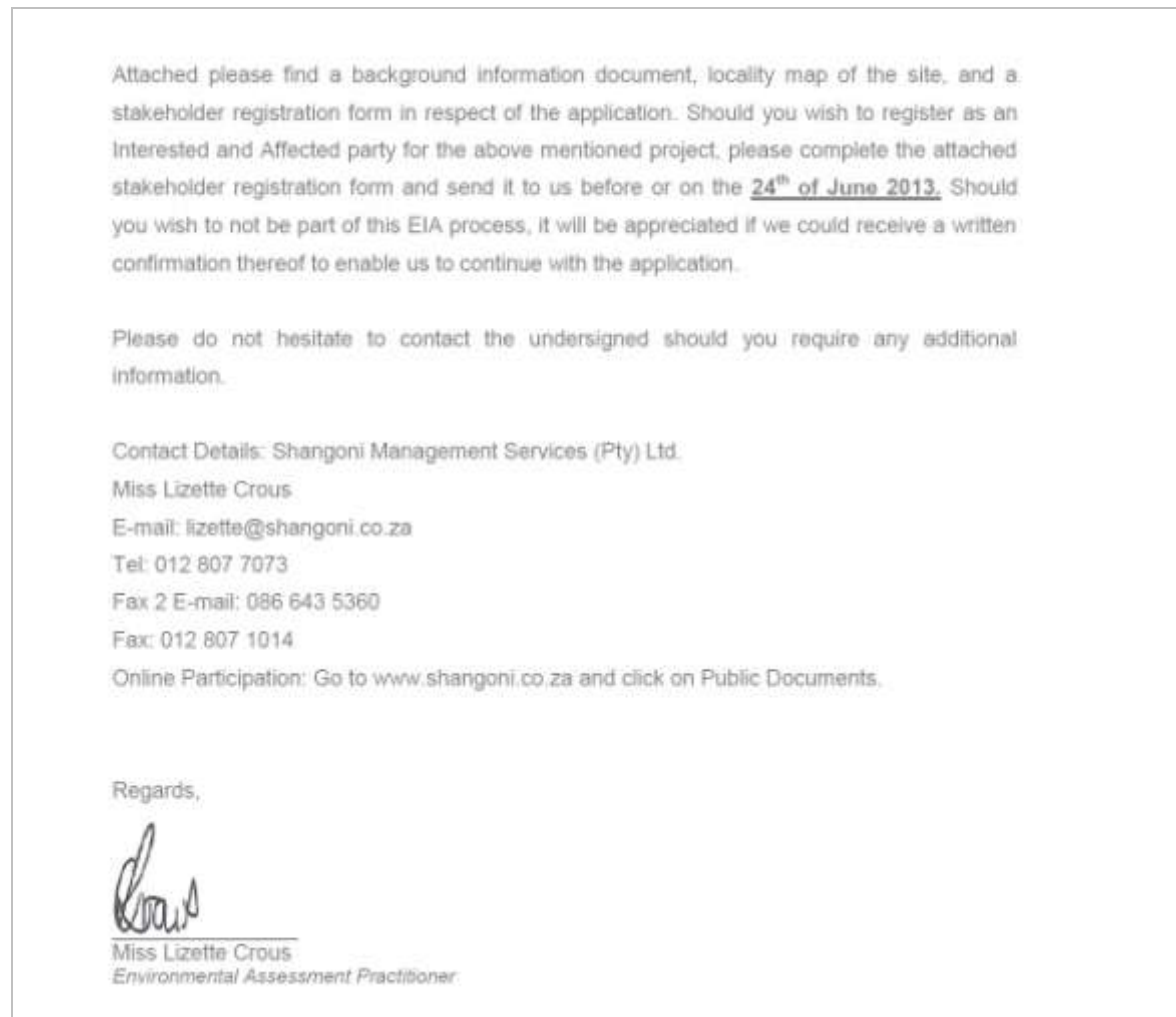 Attached please find a background information document, locality map of the site, and a
stakeholder registration form in respect of the application. Should you wish to register as an
Interested and Affected party for the above mentioned project, please complete the attached
stakeholder registration form and send it to us before or on the 24th of June 2013. Should
you wish to not be part of this EIA process, it will be appreciated if we could receive a written
confirmation thereof to enable us to continue with the application.
Please do not hesitate to contact the undersigned should you require any additional
information.
Contact Details: Shangoni Management Services (Pty) Ltd.
Miss Lizette Crous
E-mail: lizette@shangoni.co.za
Tel: 012 807 7073
Fax 2 E-mail: 086 643 5360
Fax: 012 807 1014
Online Participation: Go to www.shangoni.co.za and click on Public Documents.
Regards,
Crous
Miss Lizette Crous
Environmental Assessment Practitioner